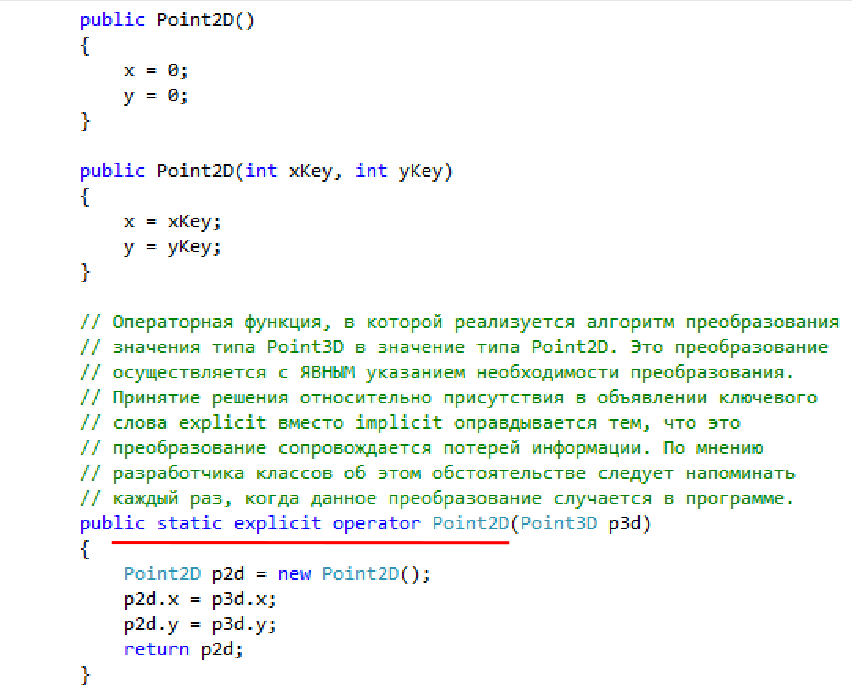 public Point2D()
{
x = 0;
y = 0;
}
public Point2D(int xKey, int yKey)
{
x = xKey;
y = yKey;
}
// Операторная функция, в которой реализуется алгоритм преобразования
// значения типа Point3D в значение типа Point2D. Это преобразование
// осуществляется с ЯВНЫМ указанием необходимости преобразования.
// Принятие решения относительно присутствия в объявлении ключевого
// слова explicit вместо implicit оправдывается тем, что это
// преобразование сопровождается потерей информации. По мнению
// разработчика классов об этом обстоятельстве следует напоминать
// каждый раз, когда данное преобразование случается в программе.
public static explicit operator Point2D(Point3D p3d)
{
Point2D p2d = new Point2D();
p2d.x = p3d.x;
p2d.y = p3d.y;
return p2d;
}